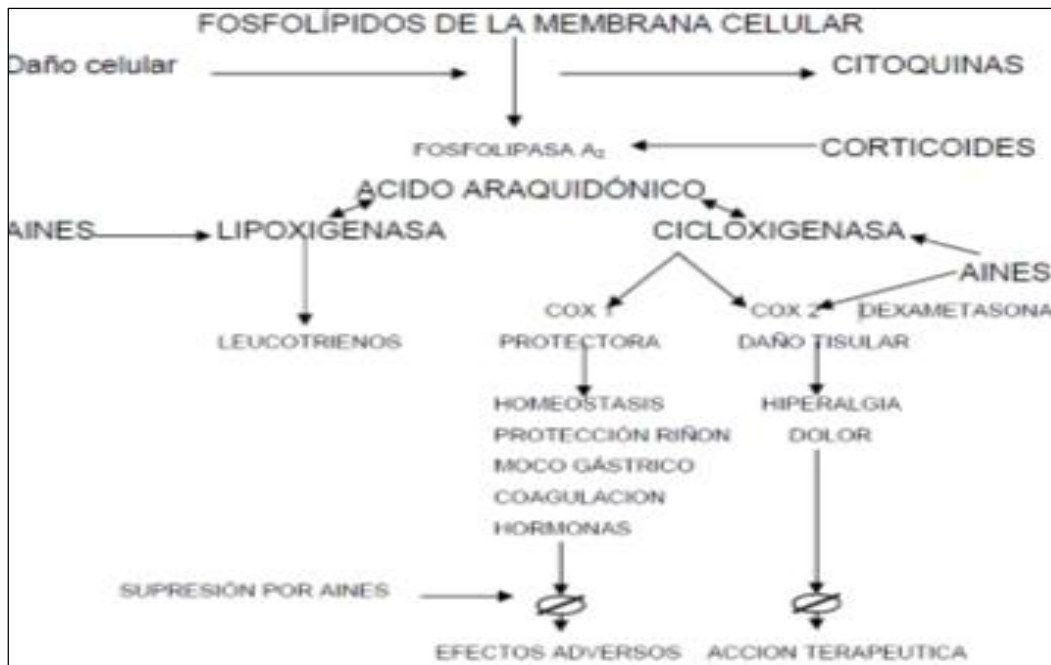 FOSFOLÍPIDOS DE LA MEMBRANA CELULAR
Daño celular
CITOQUINAS
FOSFOLIPASA A₂
CORTICOIDES
ACIDO ARAQUIDÓNICO
AINES
LIPOXIGENASA
CICLOXIGENASA
AINES
COX 1
COX 2
DEXAMETASONA
LEUCOTRIENOS
PROTECTORA
DAÑO TISULAR
HOMEOSTASIS
HIPERALGIA
PROTECCIÓN RIÑON
DOLOR
MOCO GÁSTRICO
COAGULACION
HORMONAS
SUPRESIÓN POR AINES
EFECTOS ADVERSOS
ACCION TERAPEUTICA